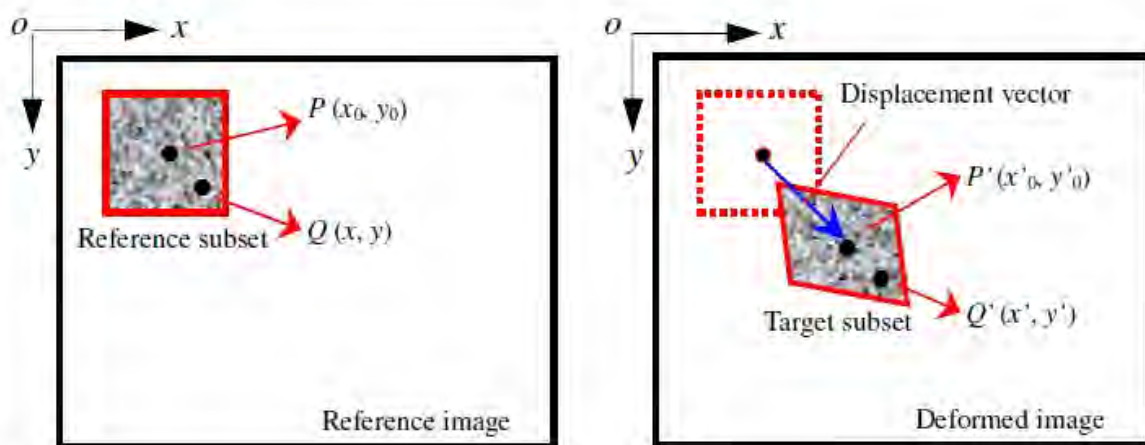 o
x
y
P (x₀, y₀)
Q (x, y)
Reference subset
Reference image
o
x
y
Displacement vector
P' (x'₀, y'₀)
Q' (x', y')
Target subset
Deformed image